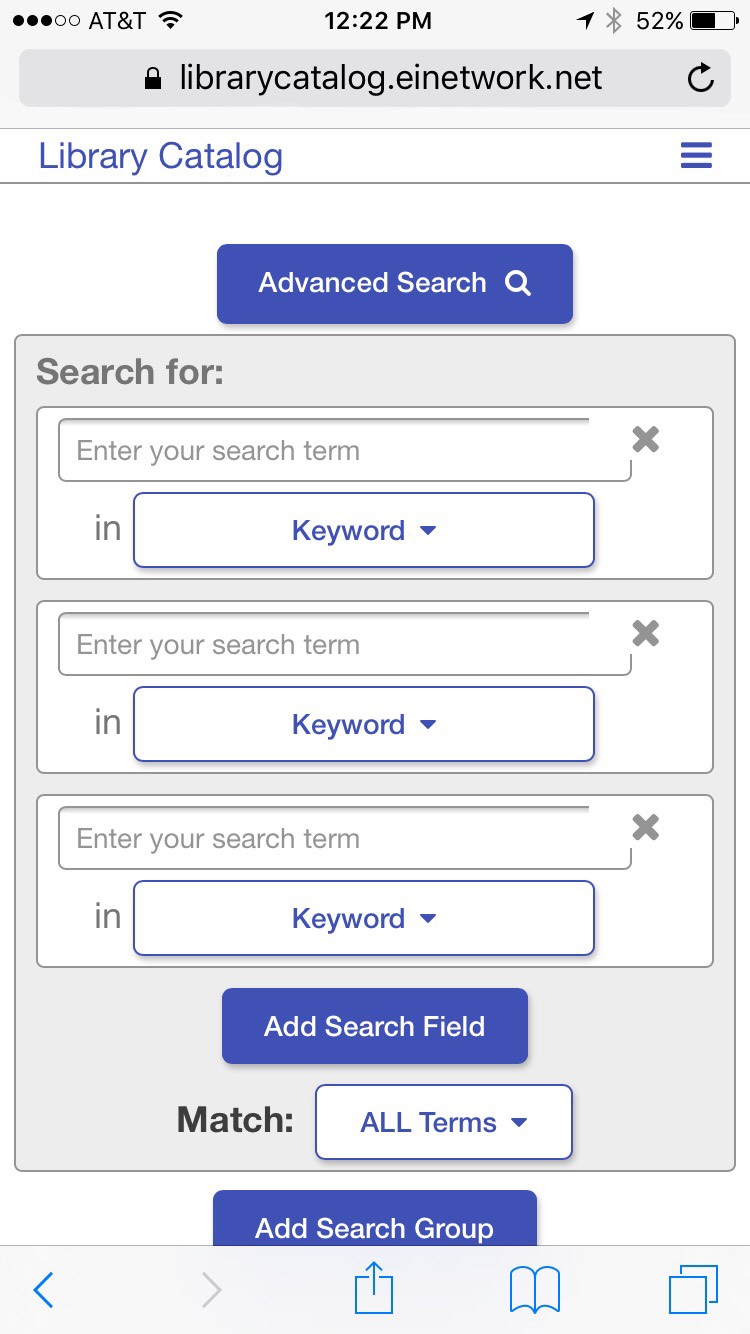 AT&T 12:22 PM 52%
librarycatalog.einetwork.net
Library Catalog
Advanced Search
Search for:
Enter your search term
in Keyword
Enter your search term
in Keyword
Enter your search term
in Keyword
Add Search Field
Match: ALL Terms
Add Search Group